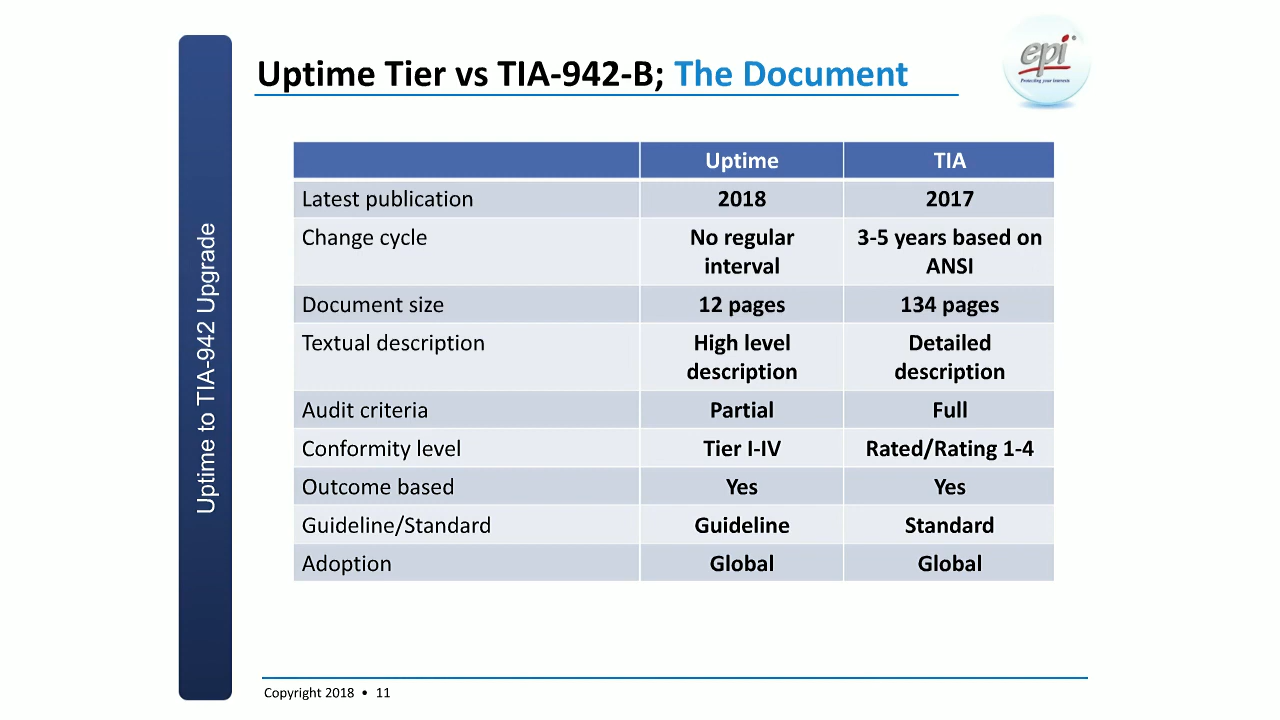 Uptime Tier vs TIA-942-B; The Document
epi
®
Protecting your interests
Uptime to TIA-942 Upgrade
Uptime TIA
Latest publication 2018 2017
Change cycle No regular 3-5 years based on
interval ANSI
Document size 12 pages 134 pages
Textual description High level Detailed
description description
Audit criteria Partial Full
Conformity level Tier I-IV Rated/Rating 1-4
Outcome based Yes Yes
Guideline/Standard Guideline Standard
Adoption Global Global
Copyright 2018 • 11